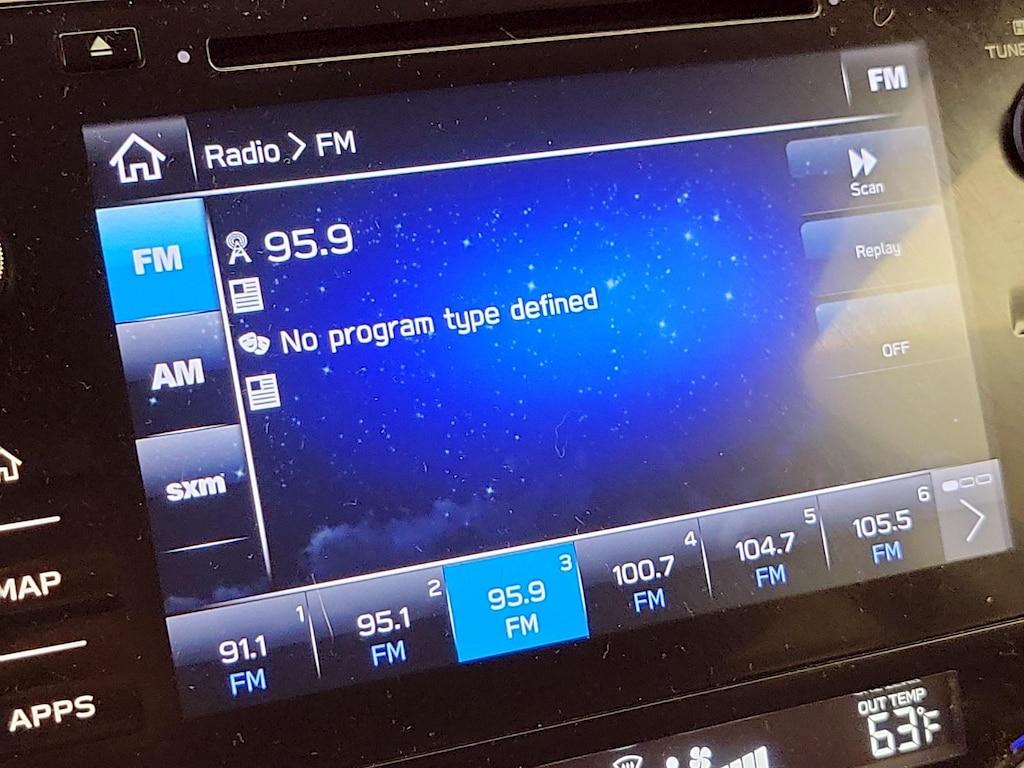 TUNE
FM
Radio > FM
Scan
FM
95.9
Replay
No program type defined
AM
OFF
sxm
1
91.1
FM
2
95.1
FM
3
95.9
FM
4
100.7
FM
5
104.7
FM
6
105.5
FM
MAP
APPS
OUT TEMP
63°F